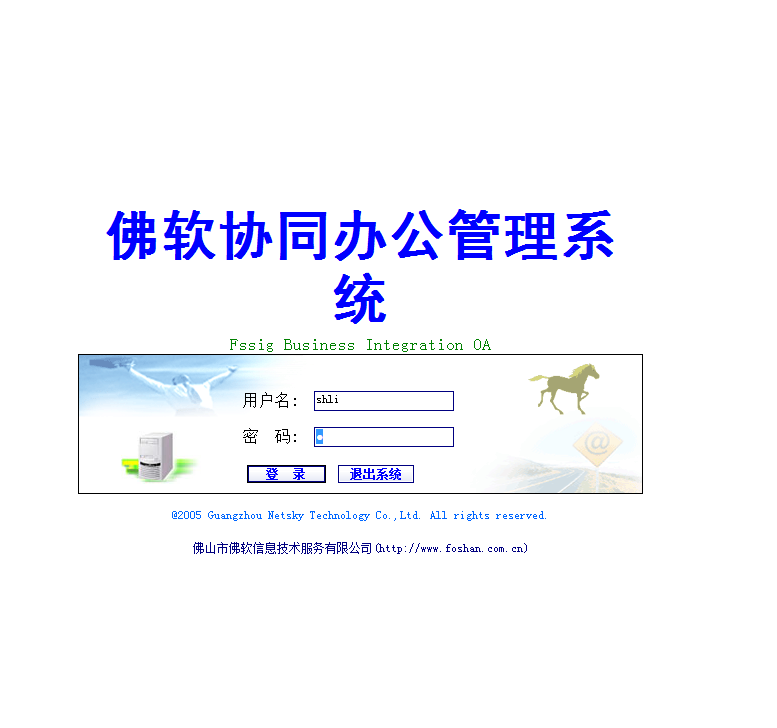 佛软协同办公管理系
统
Fssig Business Integration OA
用户名: shli
密 码:
登 录 退出系统
@2005 Guangzhou Netsky Technology Co.,Ltd. All rights reserved.
佛山市佛软信息技术服务有限公司(http://www.foshan.com.cn)